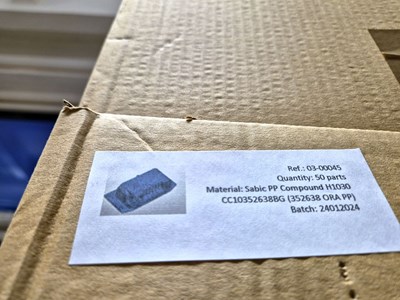 Ref.: 03-00045
Quantity: 50 parts
Material: Sabic PP Compound H1030
CC10352638BG (352638 ORA PP)
Batch: 24012024